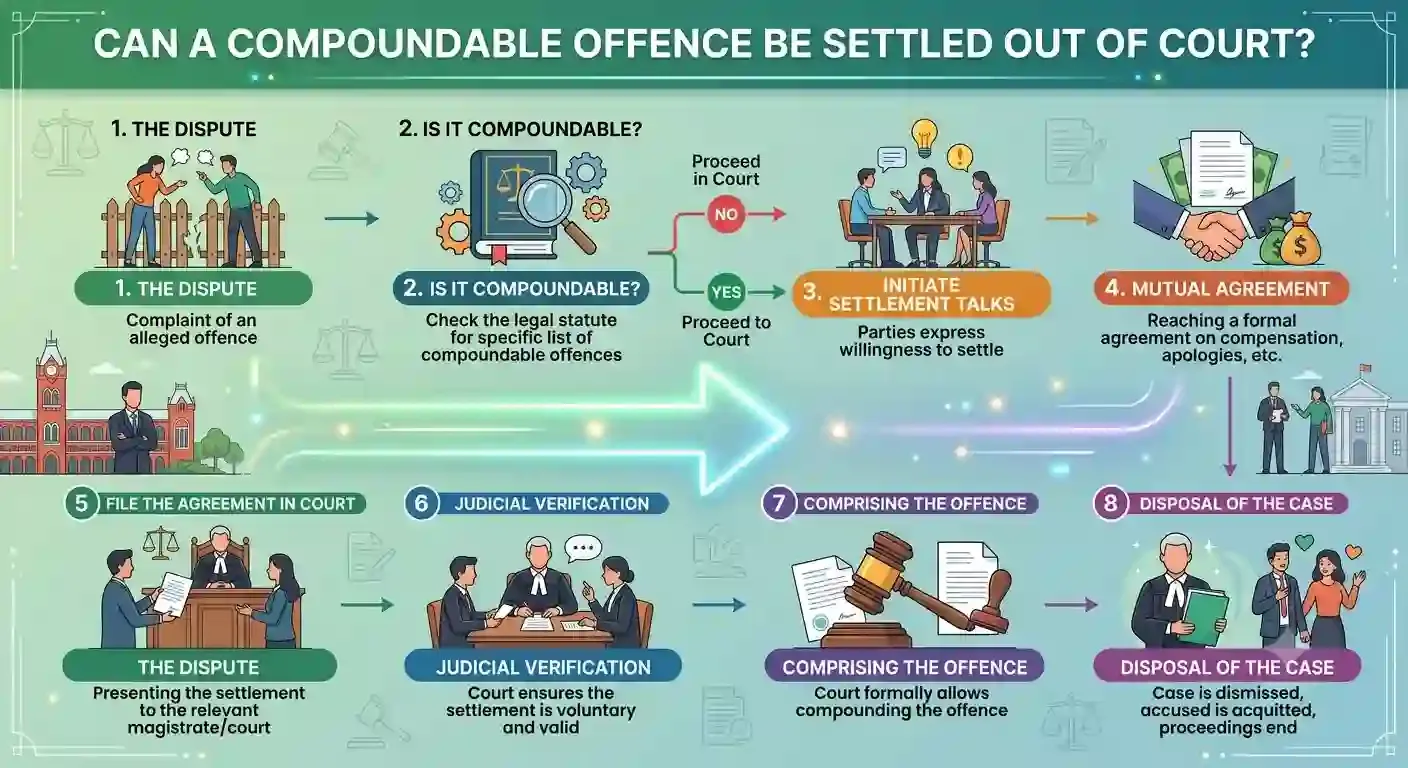 CAN A COMPOUNDABLE OFFENCE BE SETTLED OUT OF COURT?
1. THE DISPUTE
1. THE DISPUTE
Complaint of an
alleged offence
2. IS IT COMPOUNDABLE?
2. IS IT COMPOUNDABLE?
Check the legal statute
for specific list of
compoundable offences
Proceed
in Court
NO
YES
Proceed to
Court
3. INITIATE
SETTLEMENT TALKS
Parties express
willingness to settle
$
$
4. MUTUAL AGREEMENT
Reaching a formal
agreement on compensation,
apologies, etc.
5 FILE THE AGREEMENT IN COURT
THE DISPUTE
Presenting the settlement
to the relevant
magistrate/court
6 JUDICIAL VERIFICATION
JUDICIAL VERIFICATION
Court ensures the
settlement is voluntary
and valid
7 COMPRISING THE OFFENCE
COMPRISING THE OFFENCE
Court formally allows
compounding the offence
8 DISPOSAL OF THE CASE
DISPOSAL OF THE CASE
Case is dismissed,
accused is acquitted,
proceedings end